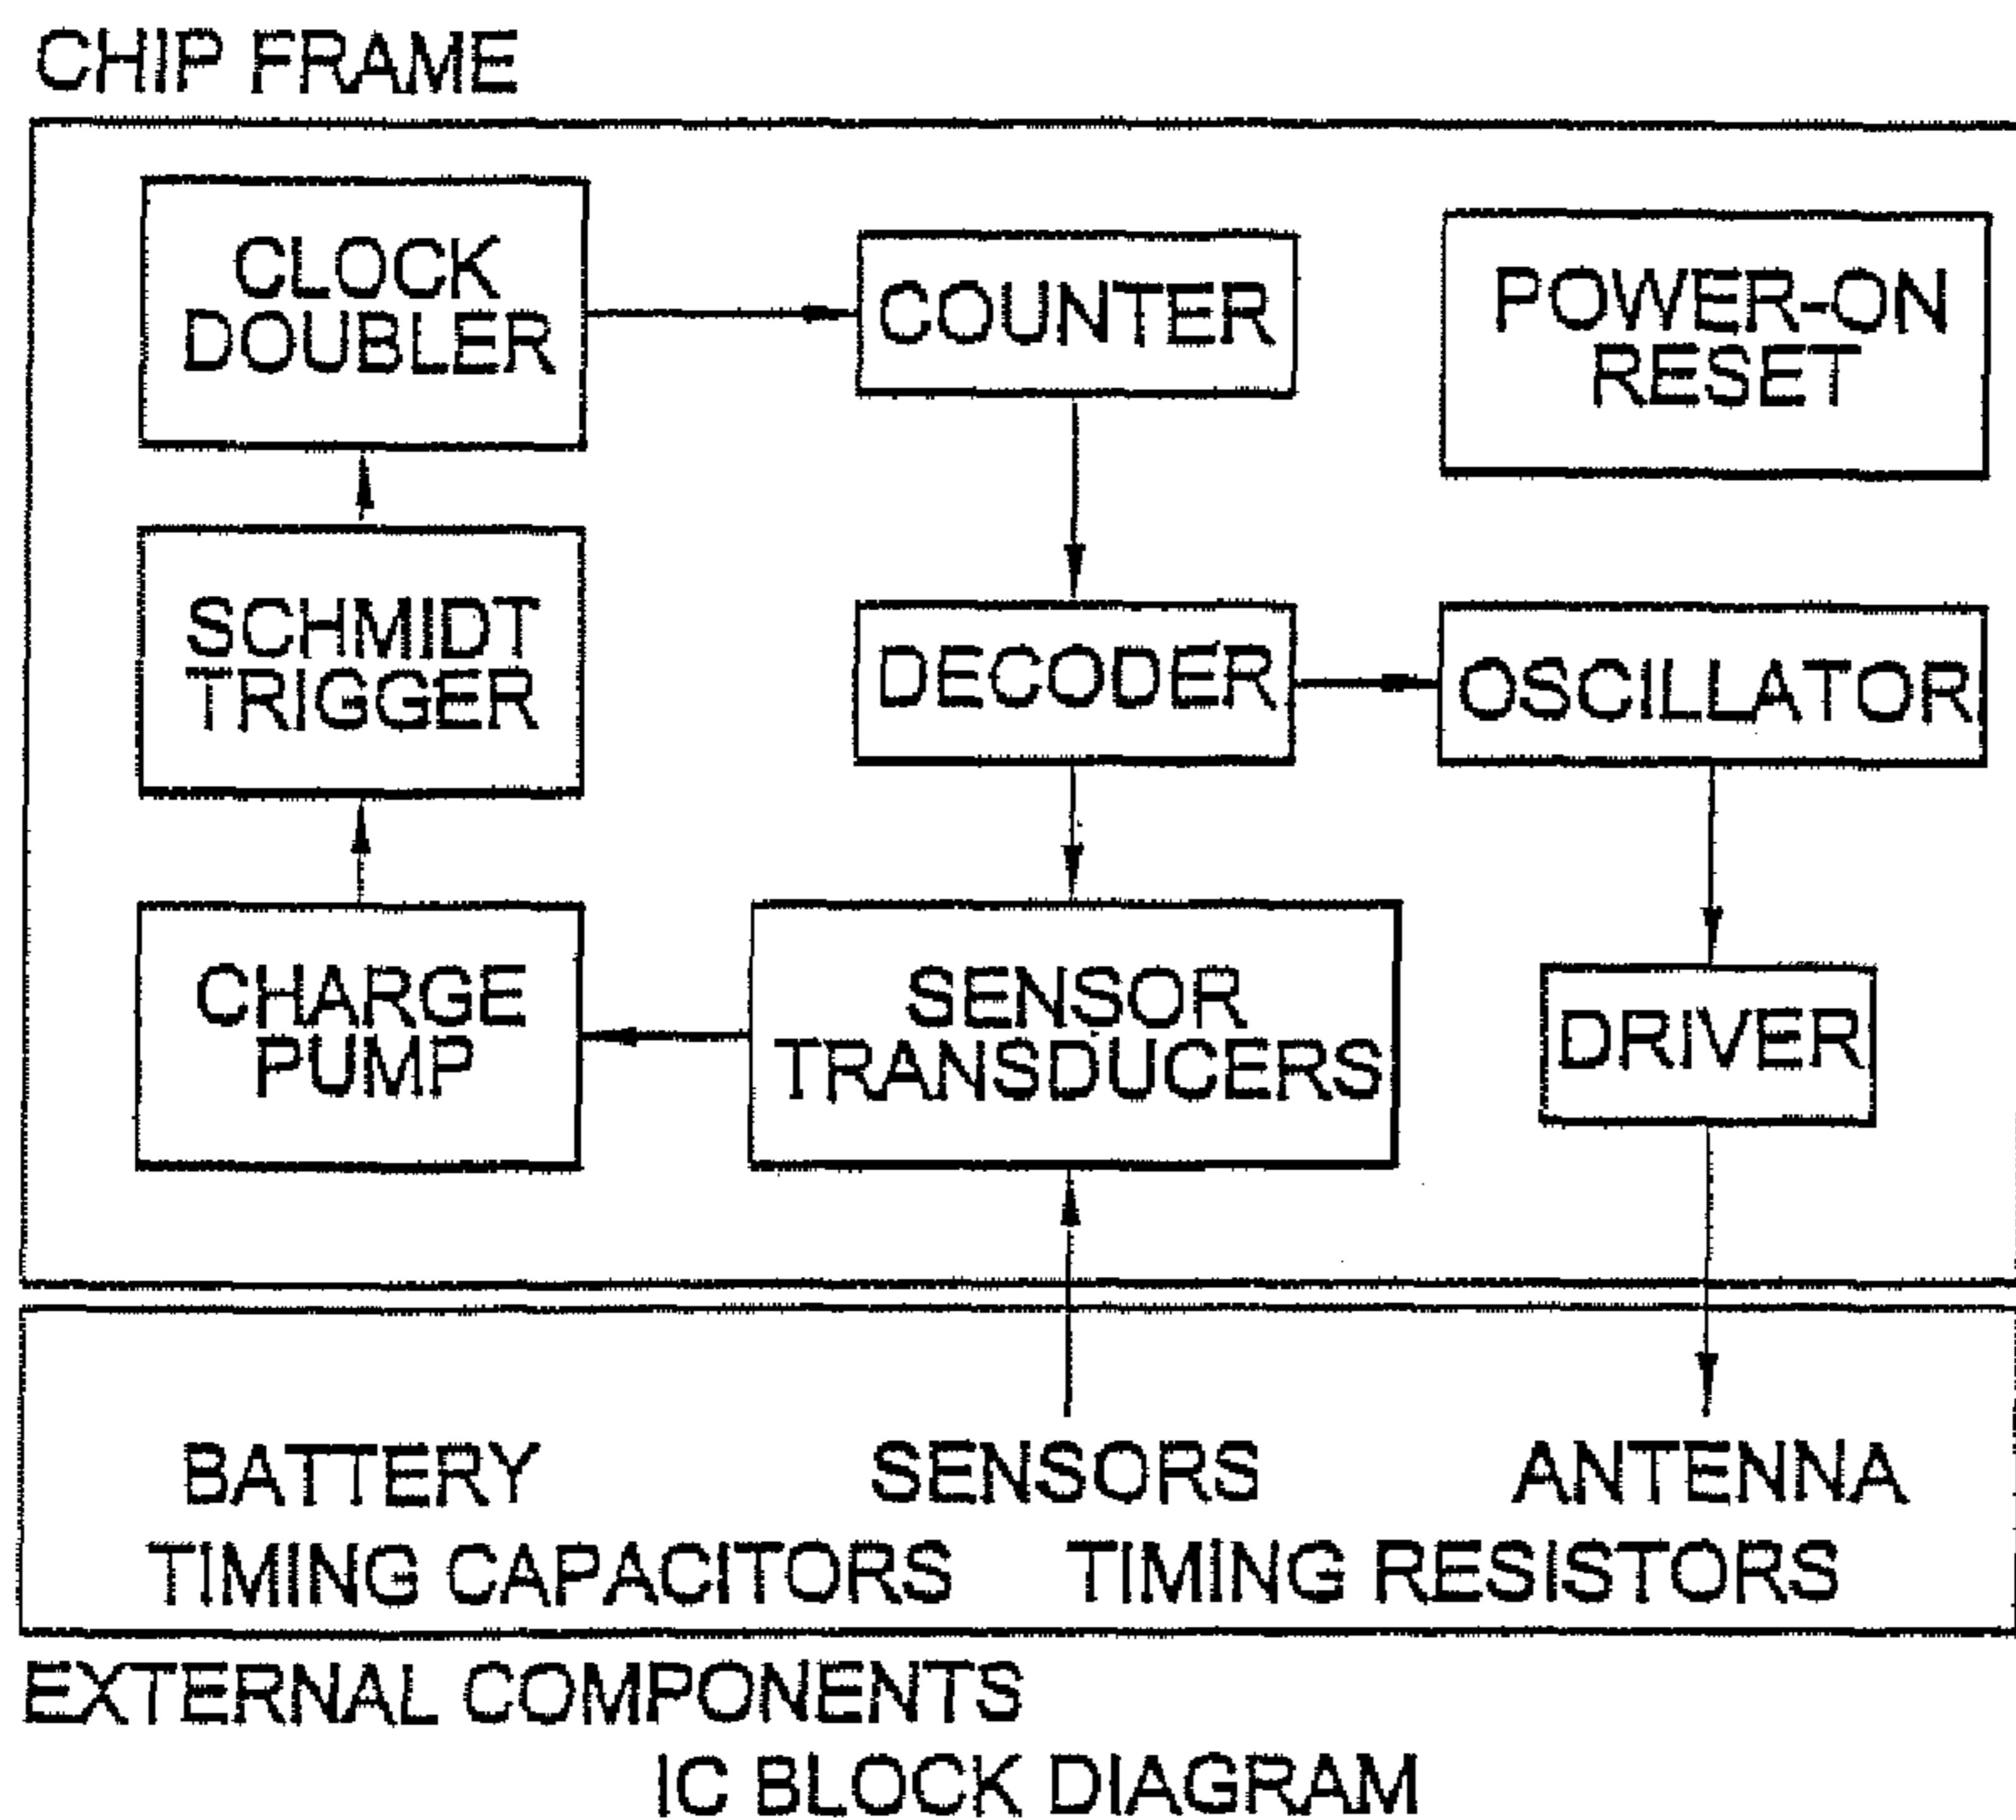 CHIP FRAME
CLOCK
DOUBLER
COUNTER
POWER-ON
RESET
SCHMIDT
TRIGGER
DECODER
OSCILLATOR
CHARGE
PUMP
SENSOR
TRANSDUCERS
DRIVER
BATTERY SENSORS ANTENNA
TIMING CAPACITORS TIMING RESISTORS
EXTERNAL COMPONENTS
IC BLOCK DIAGRAM